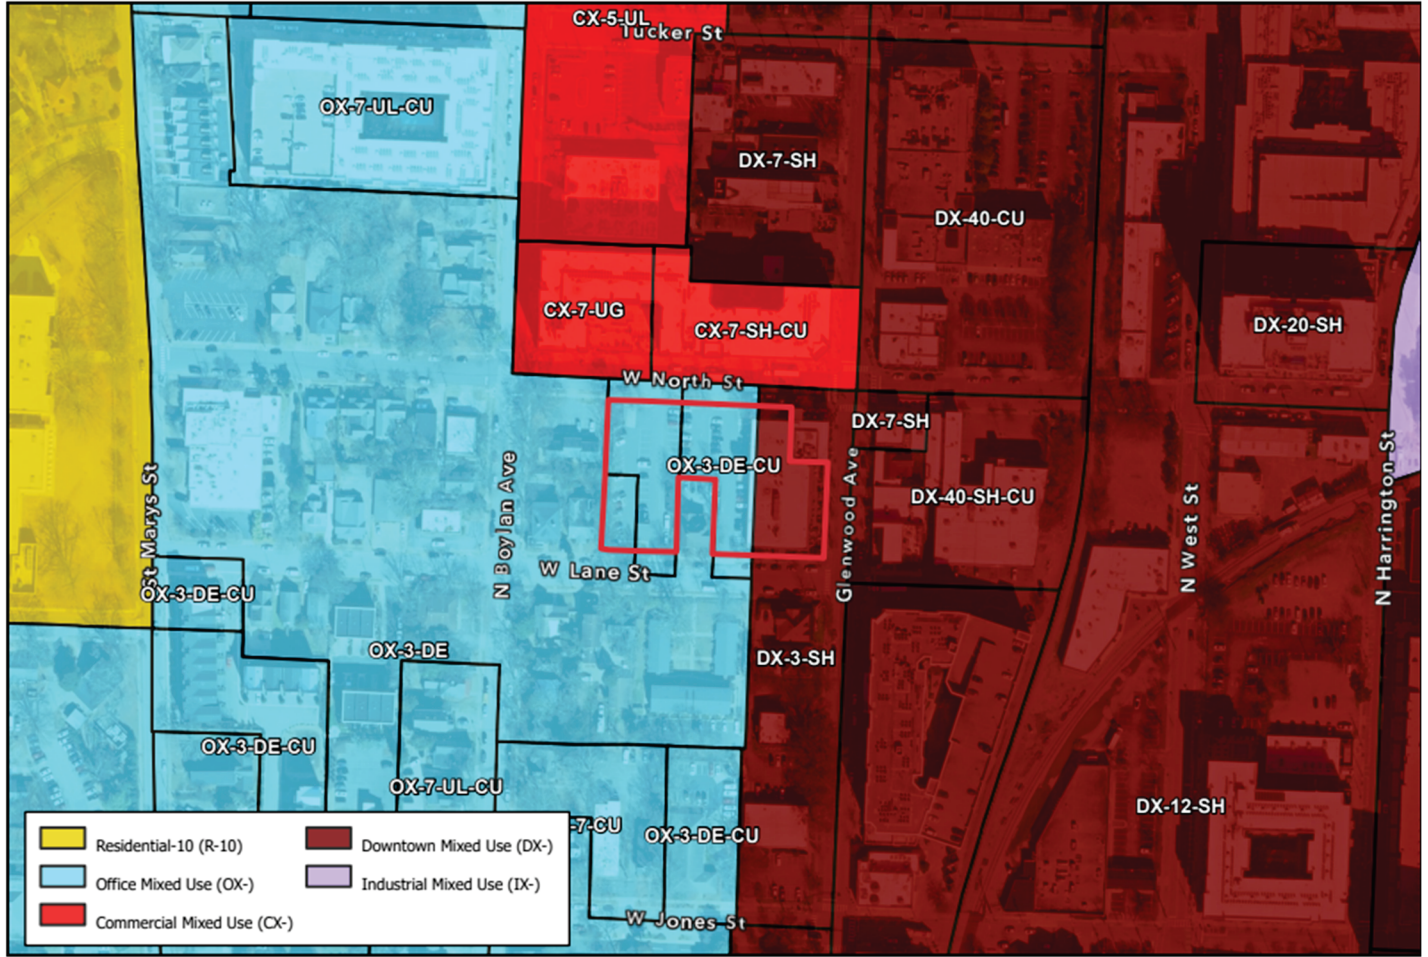 CX-5-UL
Tucker St
OX-7-UL-CU
DX-7-SH
DX-40-CU
CX-7-UG
CX-7-SH-CU
DX-20-SH
W North St
DX-7-SH
OX-3-DE-CU
DX-40-SH-CU
St Marys St
N Boylan Ave
Glenwood Ave
N West St
N Harrington St
W Lane St
OX-3-DE-CU
OX-3-DE
DX-3-SH
OX-3-DE-CU
OX-7-UL-CU
DX-12-SH
-7-CU
OX-3-DE-CU
W Jones St
Residential-10 (R-10)
Office Mixed Use (OX-)
Commercial Mixed Use (CX-)
Downtown Mixed Use (DX-)
Industrial Mixed Use (IX-)